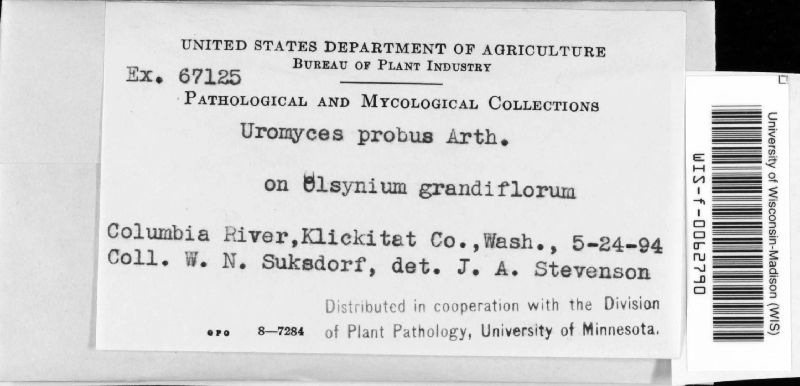 UNITED STATES DEPARTMENT OF AGRICULTURE
BUREAU OF PLANT INDUSTRY
Ex. 67125
PATHOLOGICAL AND MYCOLOGICAL COLLECTIONS
Uromyces probus Arth.
on Olsynium grandiflorum
Columbia River,Klickitat Co.,Wash., 5-24-94
Coll. W. N. Suksdorf, det. J. A. Stevenson
Distributed in cooperation with the Division
of Plant Pathology, University of Minnesota.
GPO 8—7284
WIS-f-0062790
University of Wisconsin-Madison (WIS)